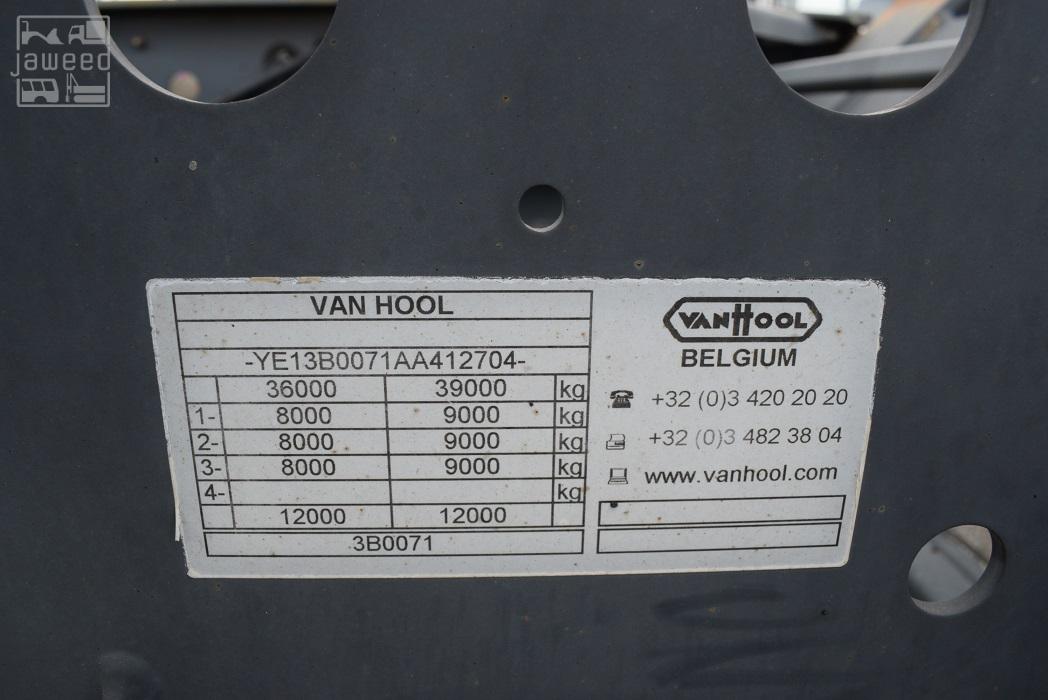 jaweed
VAN HOOL
-YE13B0071AA412704-
36000 39000 kg
1- 8000 9000 kg
2- 8000 9000 kg
3- 8000 9000 kg
4- kg
12000 12000
3B0071
VANHOOL
BELGIUM
+32 (0)3 420 20 20
+32 (0)3 482 38 04
www.vanhool.com